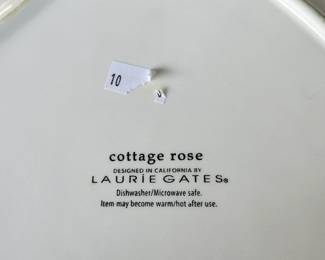 10
cottage rose
DESIGNED IN CALIFORNIA BY
LAURIE GATES®
Dishwasher/Microwave safe.
Item may become warm/hot after use.